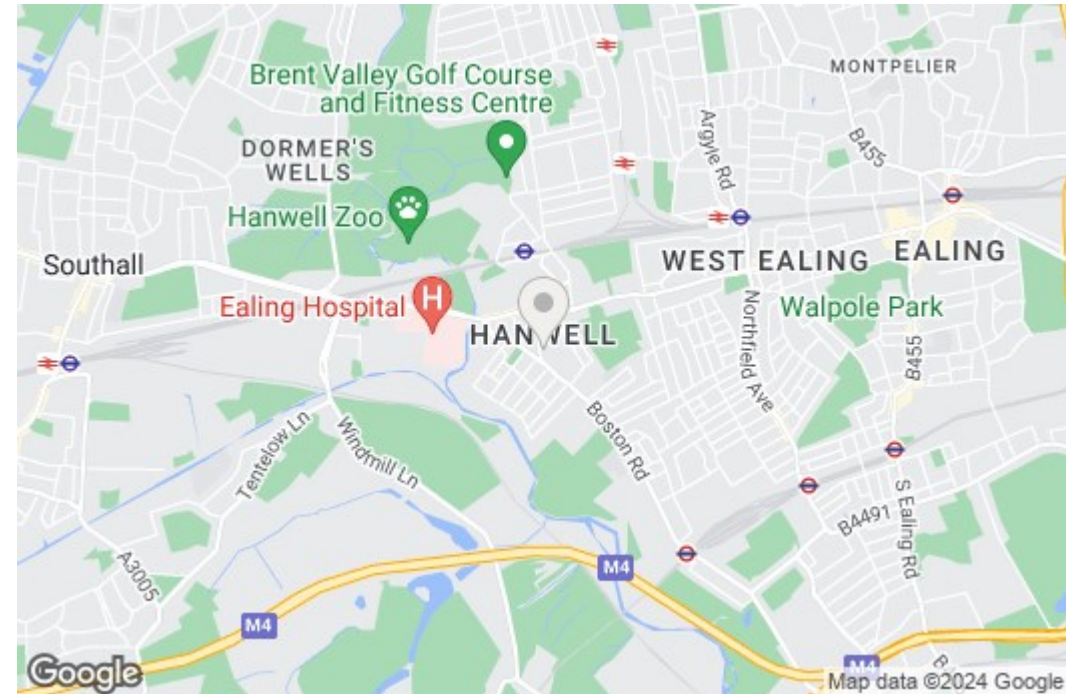 MONTPELIER
Brent Valley Golf Course
and Fitness Centre
Argyle Rd
B455
DORMER'S
WELLS
Hanwell Zoo
Southall
WEST EALING
EALING
Ealing Hospital
H
HANWELL
Walpole Park
Northfield Ave
B455
Boston Rd
Tentelow Ln
Windmill Ln
S Ealing Rd
B4491
A3005
M4
M4
M4
Google
Map data ©2024 Google